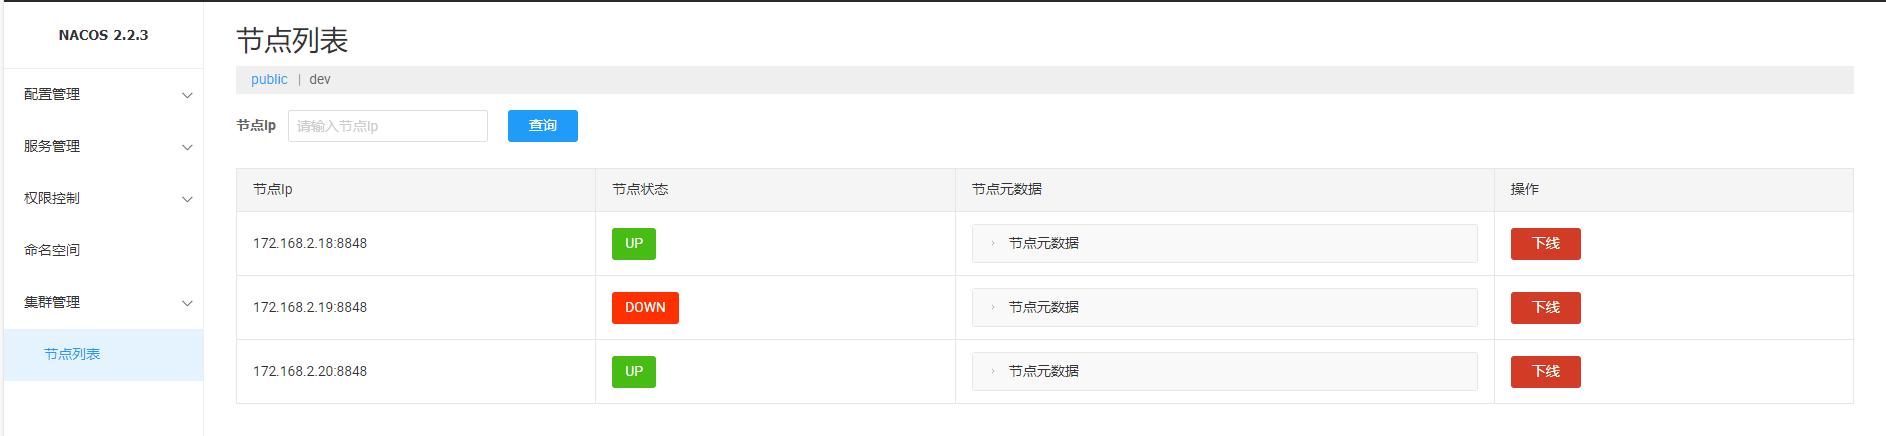 NACOS 2.2.3
配置管理
服务管理
权限控制
命名空间
集群管理
节点列表
节点列表
public | dev
节点Ip 请输入节点Ip 查询
节点Ip 节点状态 节点元数据 操作
172.168.2.18:8848 UP 节点元数据 下线
172.168.2.19:8848 DOWN 节点元数据 下线
172.168.2.20:8848 UP 节点元数据 下线